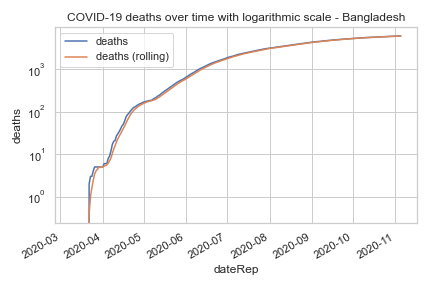 COVID-19 deaths over time with logarithmic scale - Bangladesh
deaths
deaths (rolling)
deaths
10³
10²
10¹
10⁰
2020-03
2020-04
2020-05
2020-06
2020-07
2020-08
2020-09
2020-10
2020-11
dateRep